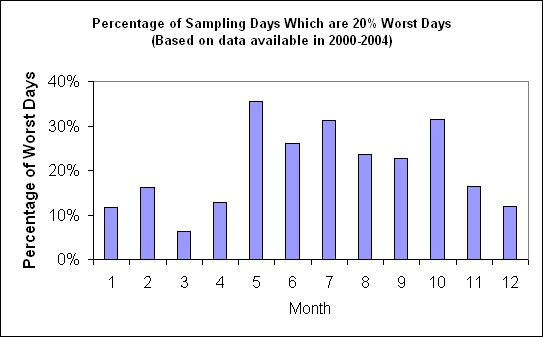 Percentage of Sampling Days Which are 20% Worst Days
(Based on data available in 2000-2004)
Percentage of Worst Days
40%
30%
20%
10%
0%
1 2 3 4 5 6 7 8 9 10 11 12
Month